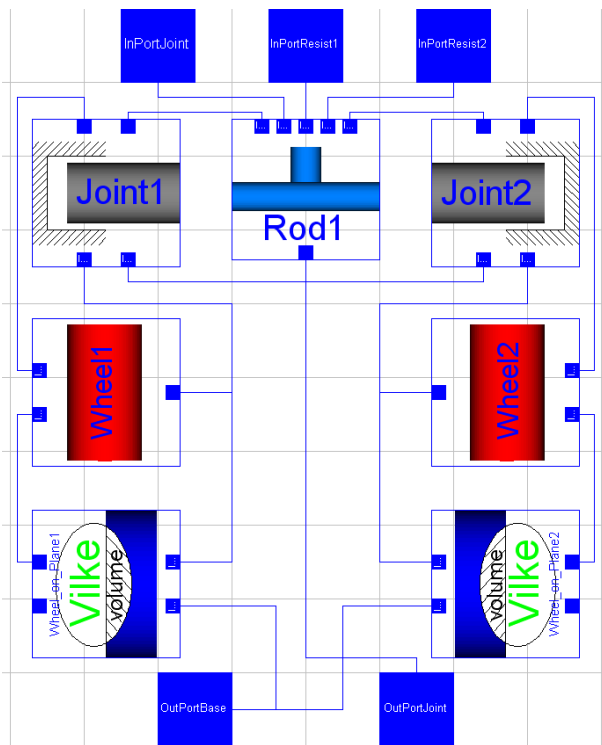 InPortJoint
InPortResist1
InPortResist2
I...
I...
I...
I...
I...
Joint1
Rod1
Joint2
I...
I...
I...
I...
Wheel1
I...
I...
Wheel2
I...
I...
Wheel_on_Plane1
Vilke
volume
I...
I...
volume
Vilke
Wheel_on_Plane2
I...
I...
OutPortBase
OutPortJoint